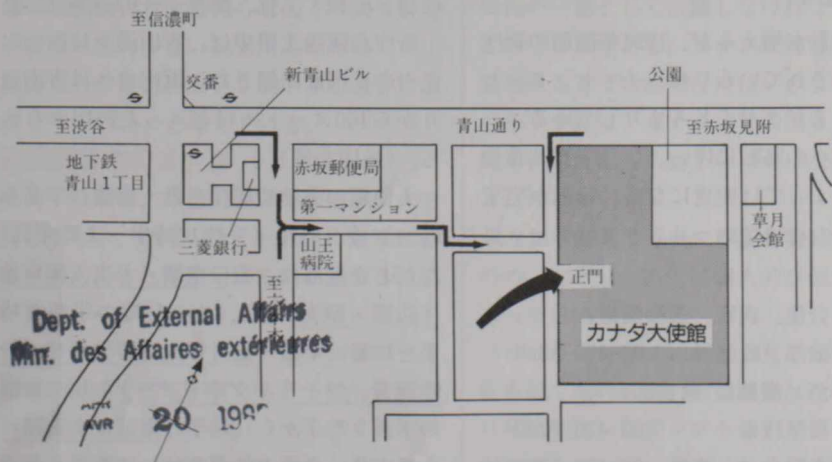 至信濃町
交番
新青山ビル
公園
至渋谷
青山通り
至赤坂見附
地下鉄
青山1丁目
赤坂郵便局
第一マンション
草月
会館
三菱銀行
山王
病院
正門
カナダ大使館
Dept. of External Affairs
Min. des Affaires extérieures
AVR
20